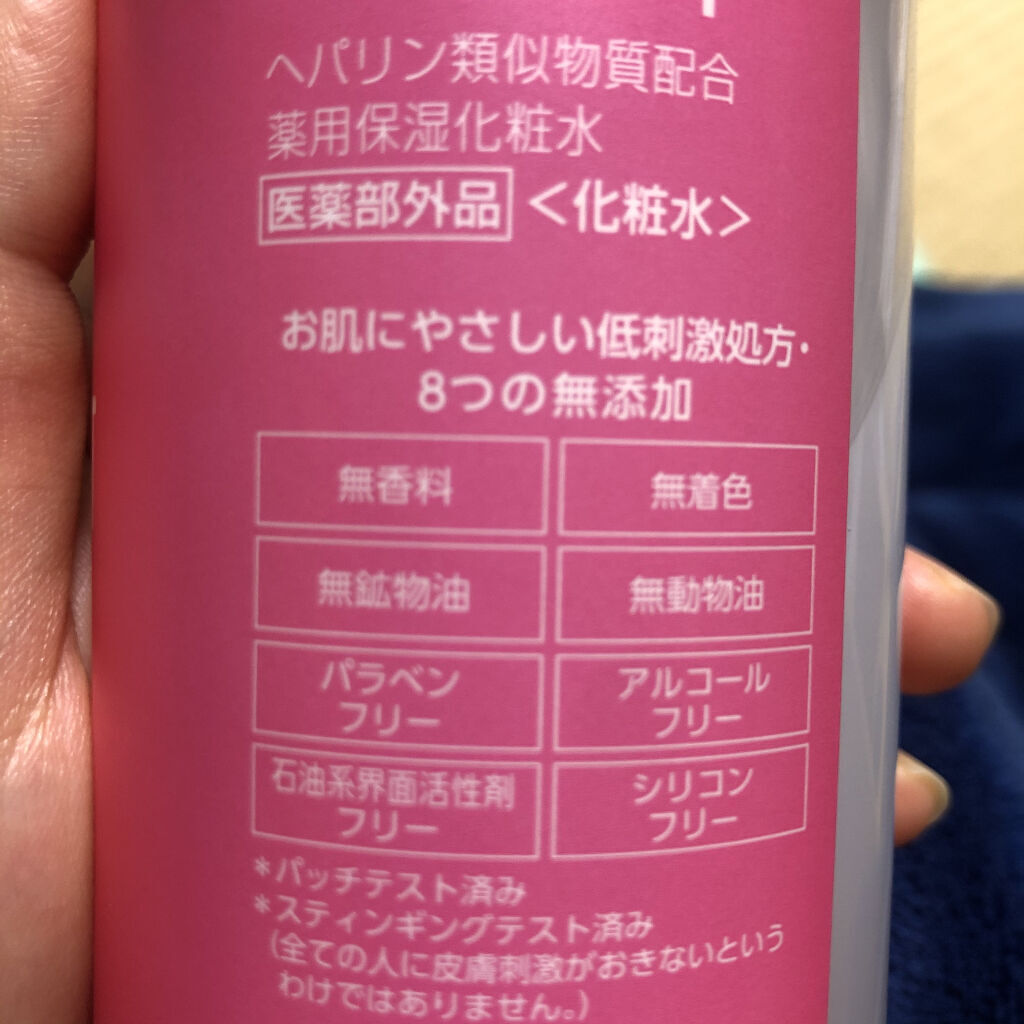 ヘパリン類似物質配合
薬用保湿化粧水
医薬部外品 <化粧水>
お肌にやさしい低刺激処方・
8つの無添加
無香料 無着色
無鉱物油 無動物油
パラベン
フリー
アルコール
フリー
石油系界面活性剤
フリー
シリコン
フリー
*パッチテスト済み
*スティンギングテスト済み
(全ての人に皮膚刺激がおきないという
わけではありません。)